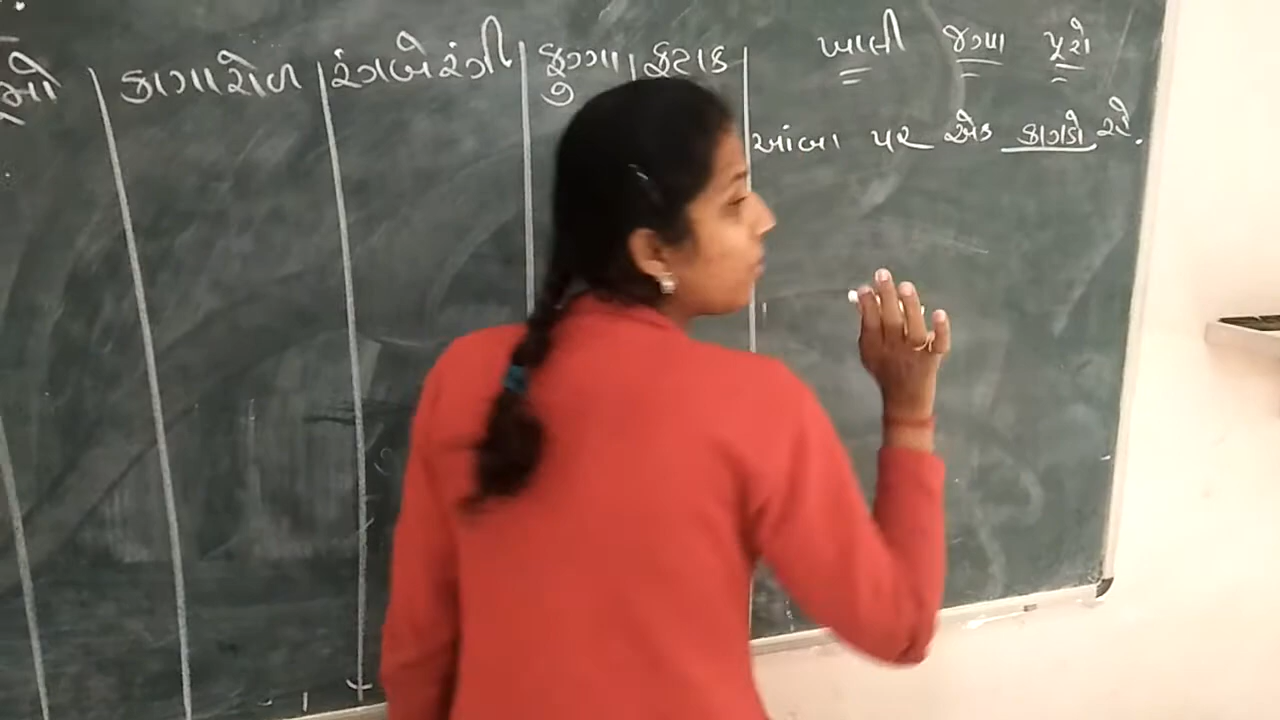 કાગારોળ રંગબેરંગી ફુગ્ગા ફટાક
ખાલી જગ્યા પૂરો
આંબા પર એક કાગડો રહે.